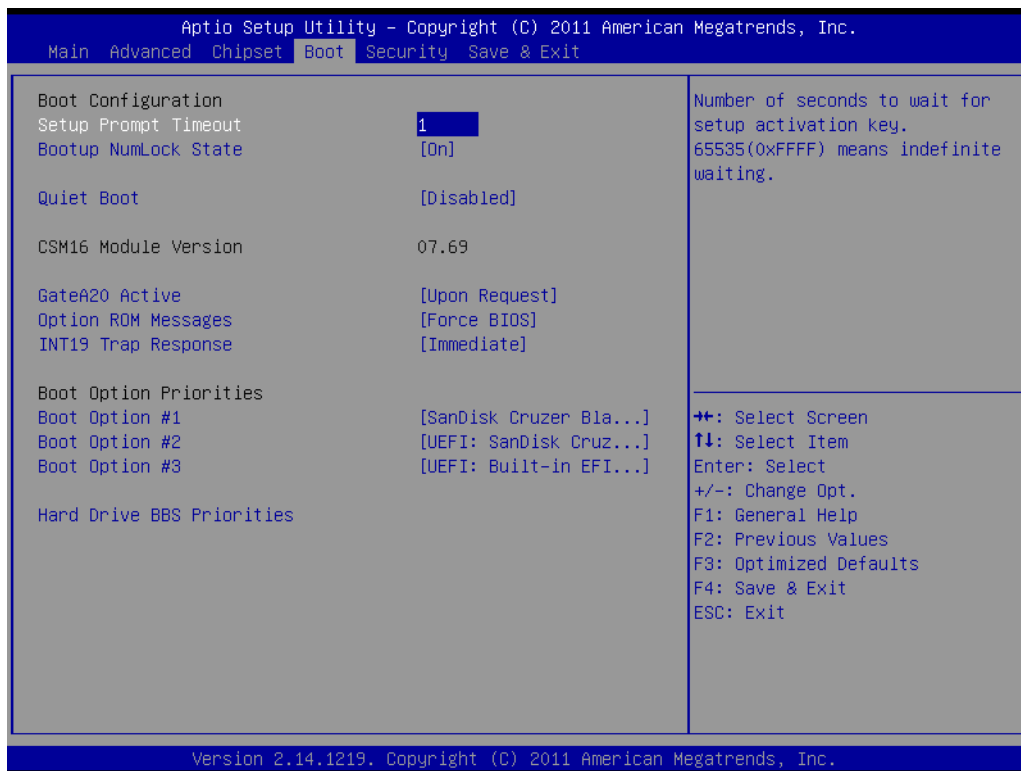 Aptio Setup Utility – Copyright (C) 2011 American Megatrends, Inc.
Main Advanced Chipset Boot Security Save & Exit
Boot Configuration
Setup Prompt Timeout 1
Bootup NumLock State [On]
Quiet Boot [Disabled]
CSM16 Module Version 07.69
GateA20 Active [Upon Request]
Option ROM Messages [Force BIOS]
INT19 Trap Response [Immediate]
Boot Option Priorities
Boot Option #1 [SanDisk Cruzer Bla...]
Boot Option #2 [UEFI: SanDisk Cruz...]
Boot Option #3 [UEFI: Built-in EFI...]
Hard Drive BBS Priorities
Number of seconds to wait for
setup activation key.
65535(0xFFFF) means indefinite
waiting.
→←: Select Screen
↑↓: Select Item
Enter: Select
+/-: Change Opt.
F1: General Help
F2: Previous Values
F3: Optimized Defaults
F4: Save & Exit
ESC: Exit
Version 2.14.1219. Copyright (C) 2011 American Megatrends, Inc.